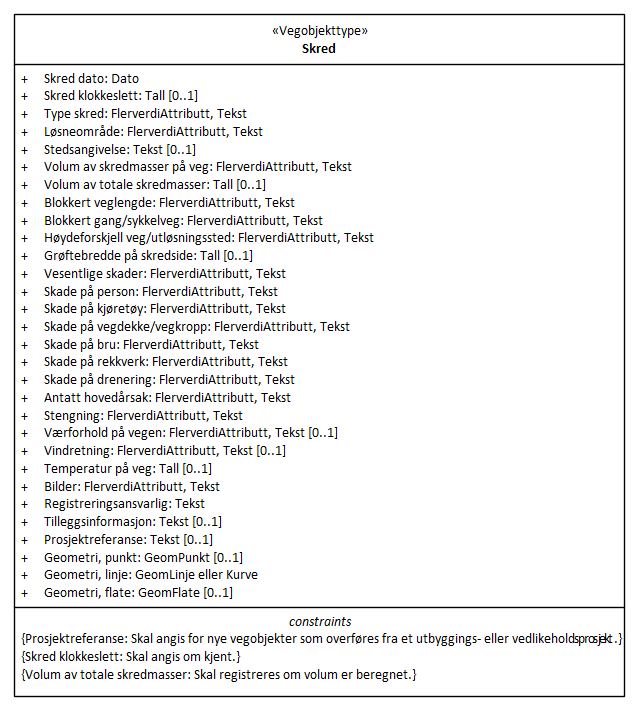 «Vegobjekttype»
Skred
+ Skred dato: Dato
+ Skred klokkeslett: Tall [0..1]
+ Type skred: FlerverdiAttributt, Tekst
+ Løsneområde: FlerverdiAttributt, Tekst
+ Stedsangivelse: Tekst [0..1]
+ Volum av skredmasser på veg: FlerverdiAttributt, Tekst
+ Volum av totale skredmasser: Tall [0..1]
+ Blokkert veglengde: FlerverdiAttributt, Tekst
+ Blokkert gang/sykkelveg: FlerverdiAttributt, Tekst
+ Høydeforskjell veg/utløsningssted: FlerverdiAttributt, Tekst
+ Grøftebredde på skredside: Tall [0..1]
+ Vesentlige skader: FlerverdiAttributt, Tekst
+ Skade på person: FlerverdiAttributt, Tekst
+ Skade på kjøretøy: FlerverdiAttributt, Tekst
+ Skade på vegdekke/vegkropp: FlerverdiAttributt, Tekst
+ Skade på bru: FlerverdiAttributt, Tekst
+ Skade på rekkverk: FlerverdiAttributt, Tekst
+ Skade på drenering: FlerverdiAttributt, Tekst
+ Antatt hovedårsak: FlerverdiAttributt, Tekst
+ Stengning: FlerverdiAttributt, Tekst
+ Værforhold på vegen: FlerverdiAttributt, Tekst [0..1]
+ Vindretning: FlerverdiAttributt, Tekst [0..1]
+ Temperatur på veg: Tall [0..1]
+ Bilder: FlerverdiAttributt, Tekst
+ Registreringsansvarlig: Tekst
+ Tilleggsinformasjon: Tekst [0..1]
+ Prosjektreferanse: Tekst [0..1]
+ Geometri, punkt: GeomPunkt [0..1]
+ Geometri, linje: GeomLinje eller Kurve
+ Geometri, flate: GeomFlate [0..1]
constraints
{Prosjektreferanse: Skal angis for nye vegobjekter som overføres fra et utbyggings- eller vedlikeholdsprosjekt.}
{Skred klokkeslett: Skal angis om kjent.}
{Volum av totale skredmasser: Skal registreres om volum er beregnet.}